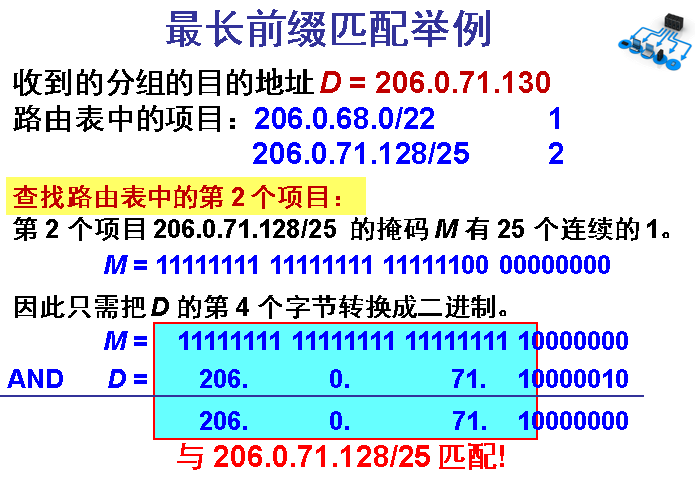 最长前缀匹配举例
收到的分组的目的地址 D = 206.0.71.130
路由表中的项目：206.0.68.0/22 1
206.0.71.128/25 2
查找路由表中的第 2 个项目：
第 2 个项目 206.0.71.128/25 的掩码 M 有 25 个连续的 1。
M = 11111111 11111111 11111100 00000000
因此只需把 D 的第 4 个字节转换成二进制。
M = 11111111 11111111 11111111 10000000
AND D = 206. 0. 71. 10000010
206. 0. 71. 10000000
与 206.0.71.128/25 匹配!